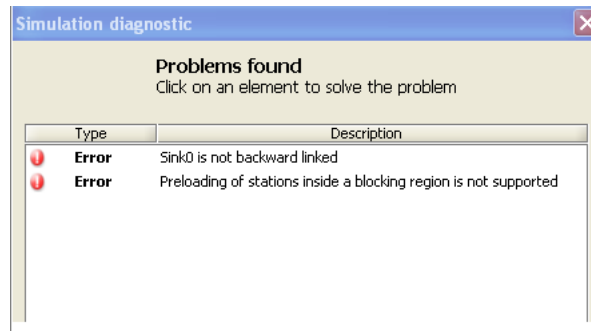 Simulation diagnostic
Problems found
Click on an element to solve the problem
Type Description
Error Sink0 is not backward linked
Error Preloading of stations inside a blocking region is not supported